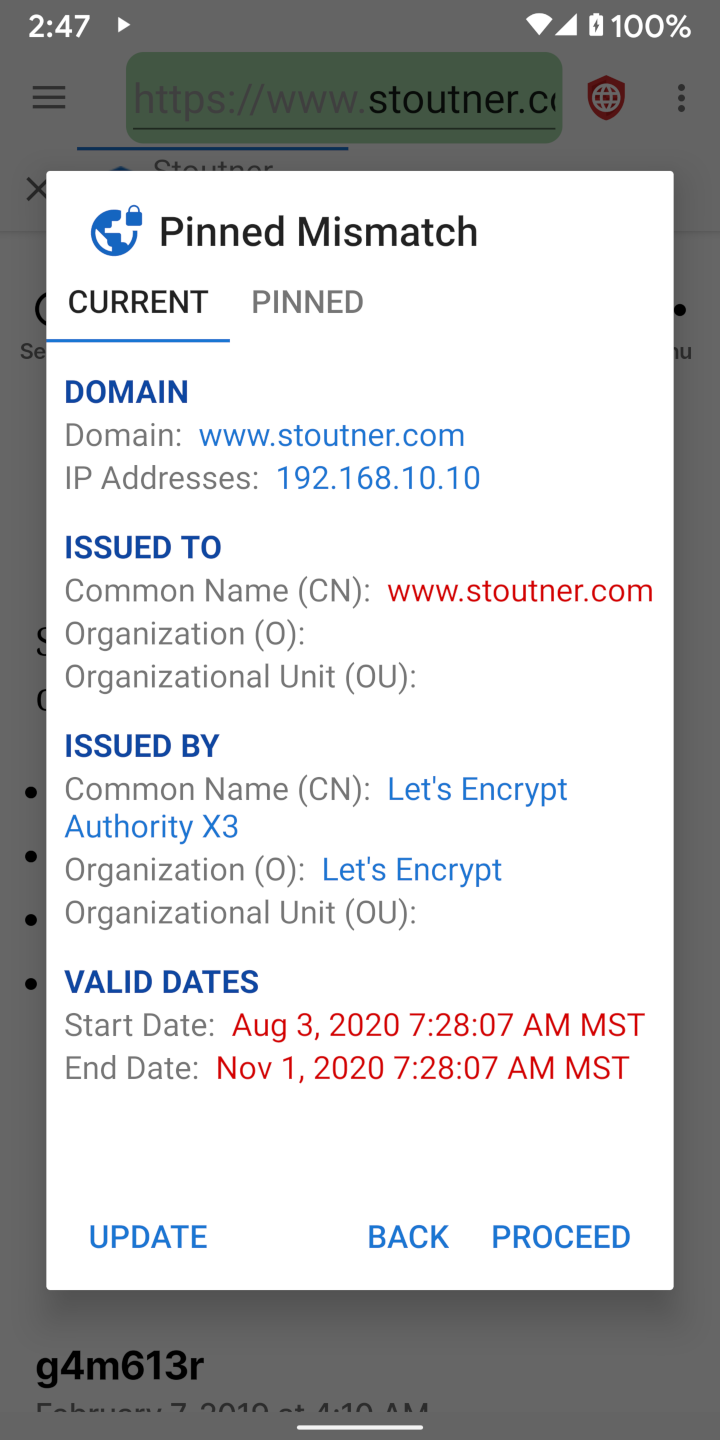 2:47
100%
https://www.stoutner.co
Stoutner
Pinned Mismatch
CURRENT PINNED
DOMAIN
Domain: www.stoutner.com
IP Addresses: 192.168.10.10
ISSUED TO
Common Name (CN): www.stoutner.com
Organization (O):
Organizational Unit (OU):
ISSUED BY
Common Name (CN): Let's Encrypt
Authority X3
Organization (O): Let's Encrypt
Organizational Unit (OU):
VALID DATES
Start Date: Aug 3, 2020 7:28:07 AM MST
End Date: Nov 1, 2020 7:28:07 AM MST
UPDATE BACK PROCEED
g4m613r
February 7, 2019 at 4:10 AM